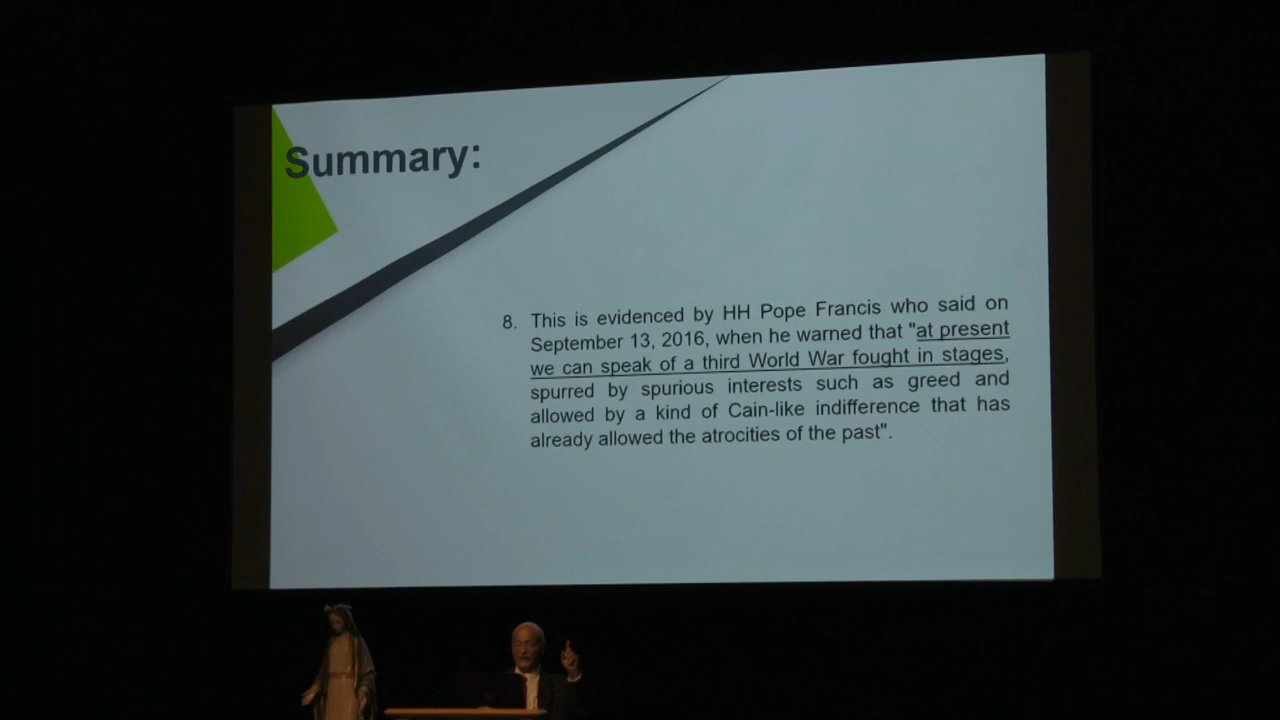 Summary:
8. This is evidenced by HH Pope Francis who said on
September 13, 2016, when he warned that "at present
we can speak of a third World War fought in stages,
spurred by spurious interests such as greed and
allowed by a kind of Cain-like indifference that has
already allowed the atrocities of the past".